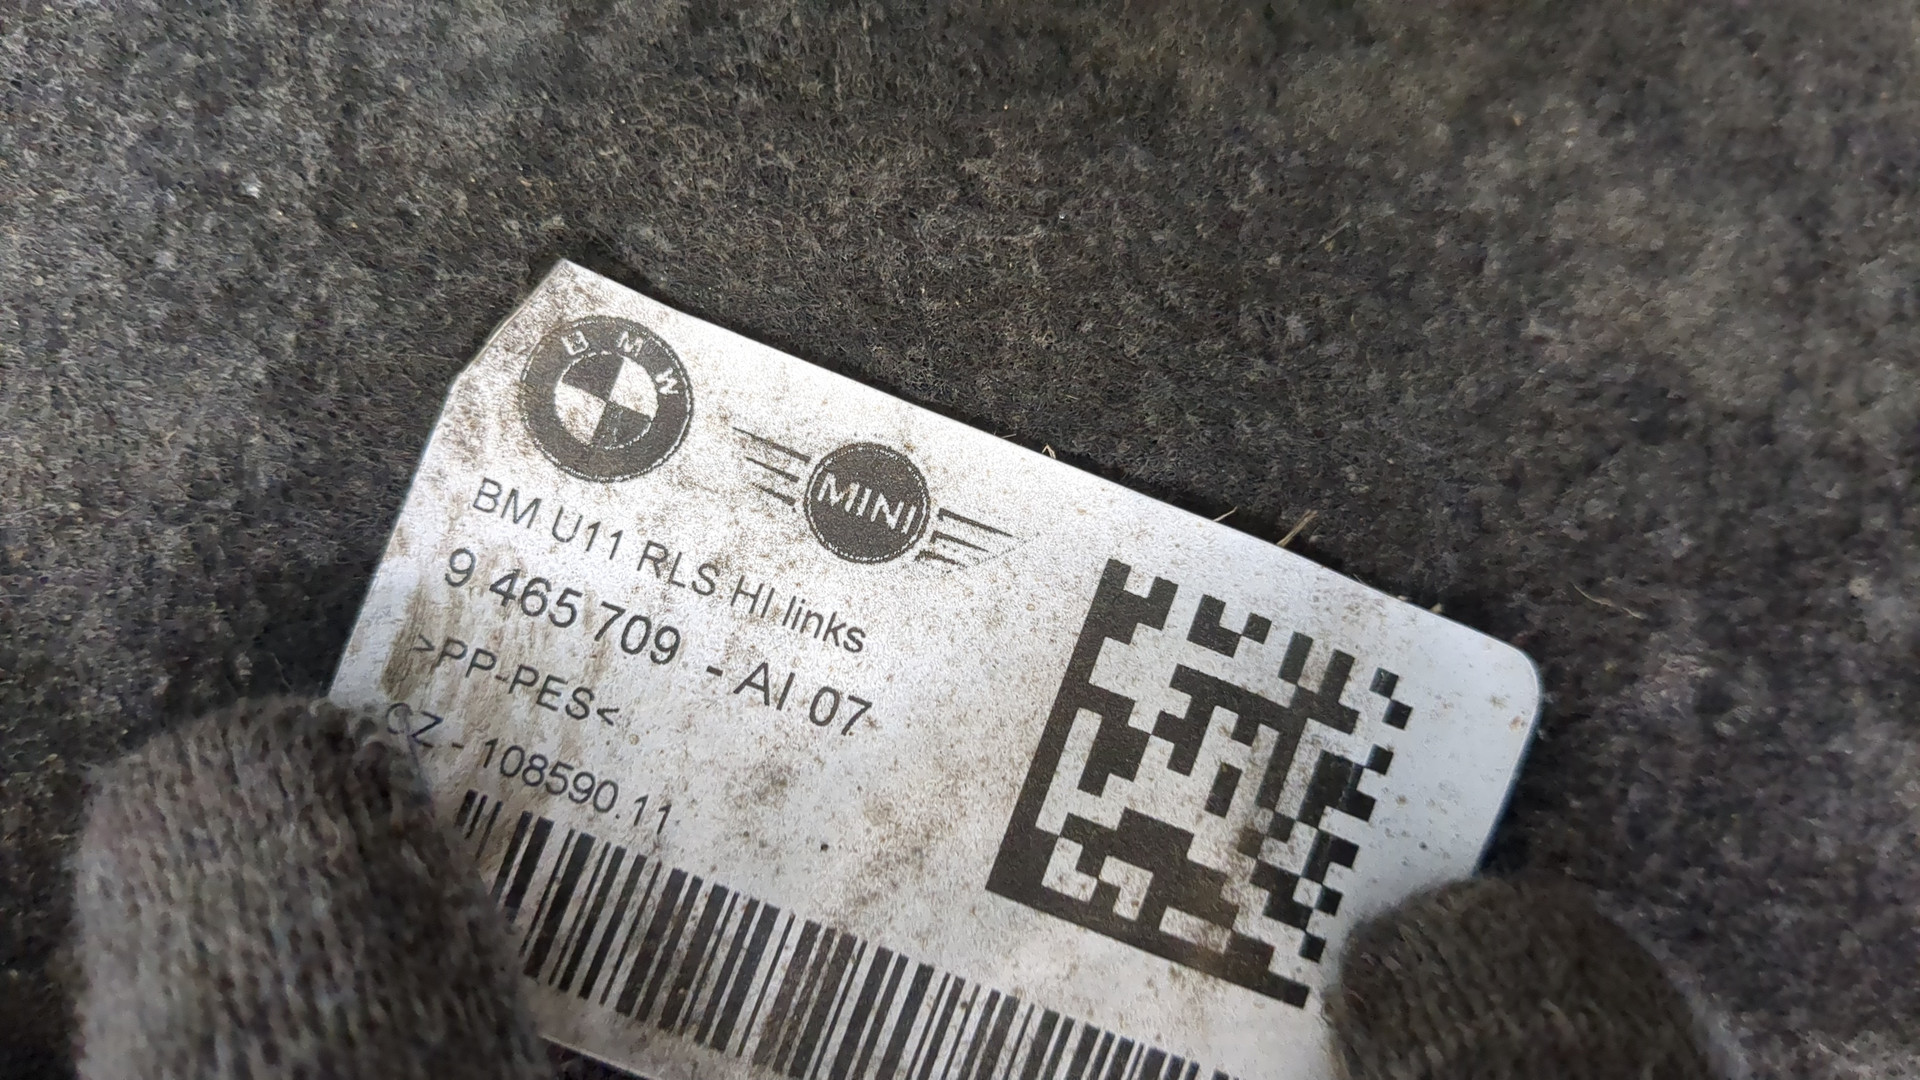 BMW
MINI
BM U11 RLS HI links
9 465 709 - AI 07
>PP-PES<
CZ - 108590.11